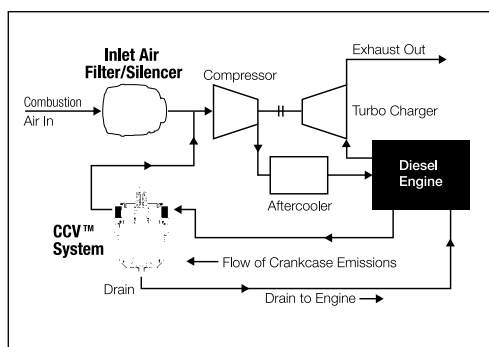 Inlet Air
Filter/Silencer
Compressor
Exhaust Out
Combustion
Air In
Turbo Charger
Diesel
Engine
Aftercooler
CCV™
System
Flow of Crankcase Emissions
Drain
Drain to Engine